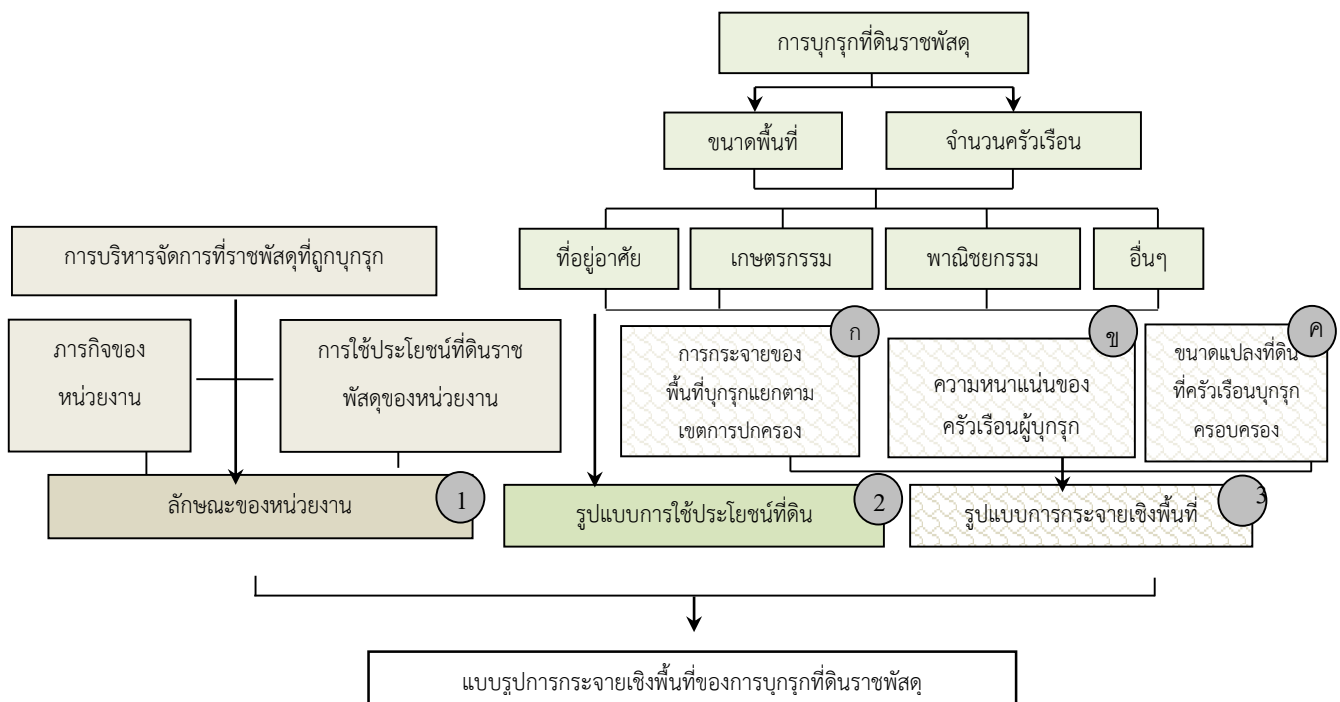 การบุกรุกที่ดินราชพัสดุ
ขนาดพื้นที่
จำนวนครัวเรือน
การบริหารจัดการที่ราชพัสดุที่ถูกบุกรุก
ที่อยู่อาศัย
เกษตรกรรม
พาณิชยกรรม
อื่นๆ
ภารกิจของ
หน่วยงาน
การใช้ประโยชน์ที่ดินราช
พัสดุของหน่วยงาน
ก
การกระจายของ
พื้นที่บุกรุกแยกตาม
เขตการปกครอง
ข
ความหนาแน่นของ
ครัวเรือนผู้บุกรุก
ค
ขนาดแปลงที่ดิน
ที่ครัวเรือนบุกรุก
ครอบครอง
ลักษณะของหน่วยงาน
1
รูปแบบการใช้ประโยชน์ที่ดิน
2
รูปแบบการกระจายเชิงพื้นที่
3
แบบรูปการกระจายเชิงพื้นที่ของการบุกรุกที่ดินราชพัสดุ